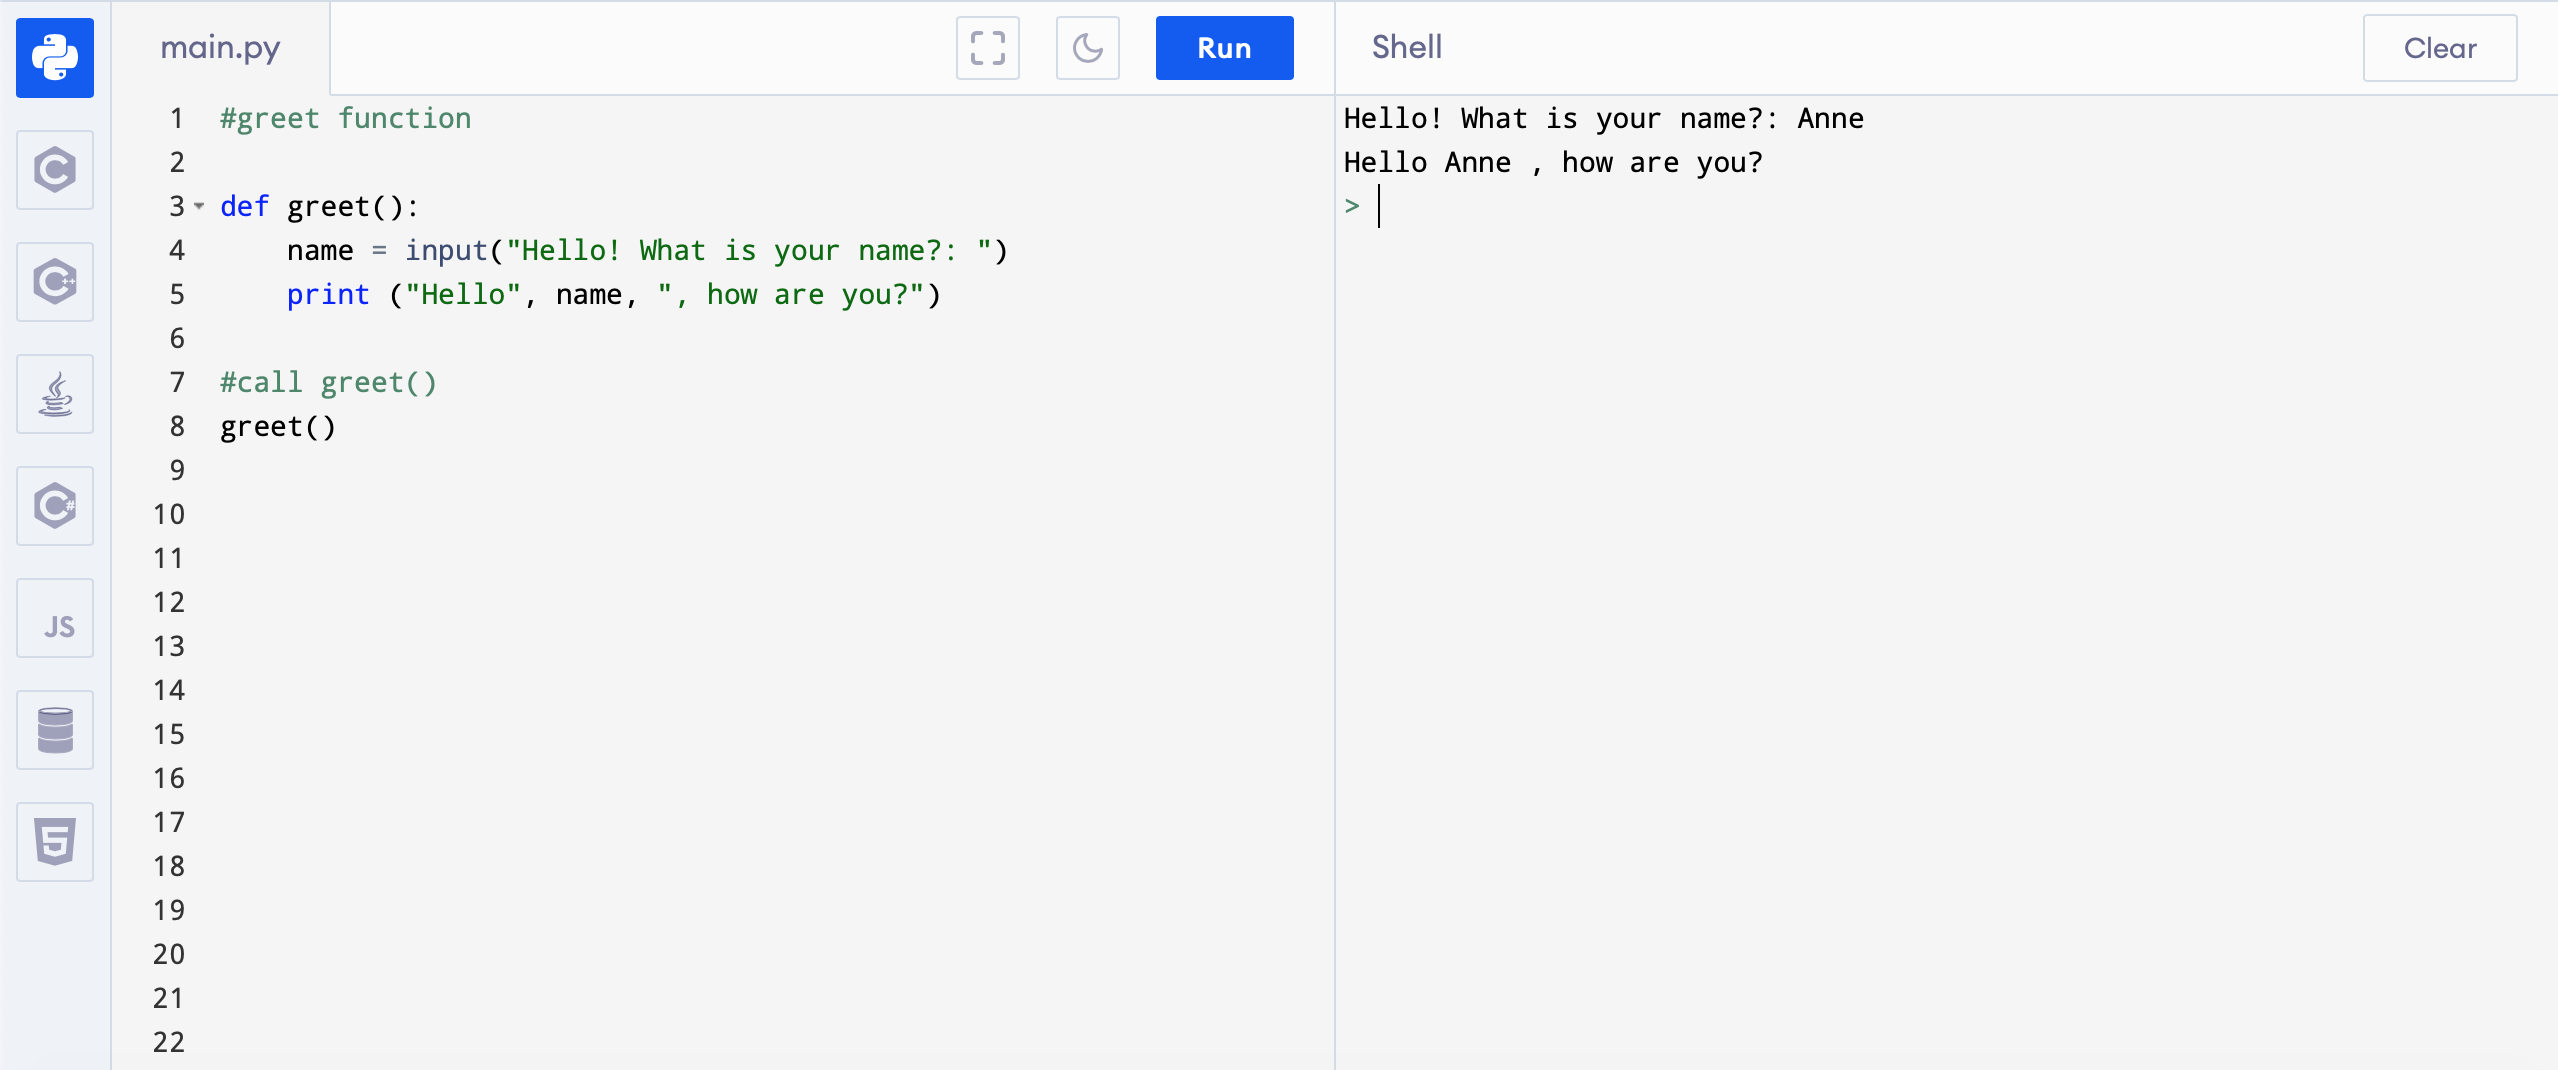 main.py
Run
Shell
Clear
1 #greet function
2
3 def greet():
4     name = input("Hello! What is your name?: ")
5     print ("Hello", name, ", how are you?")
6
7 #call greet()
8 greet()
9
10
11
12
13
14
15
16
17
18
19
20
21
22
Hello! What is your name?: Anne
Hello Anne , how are you?
>
C
C++
C#
JS
5